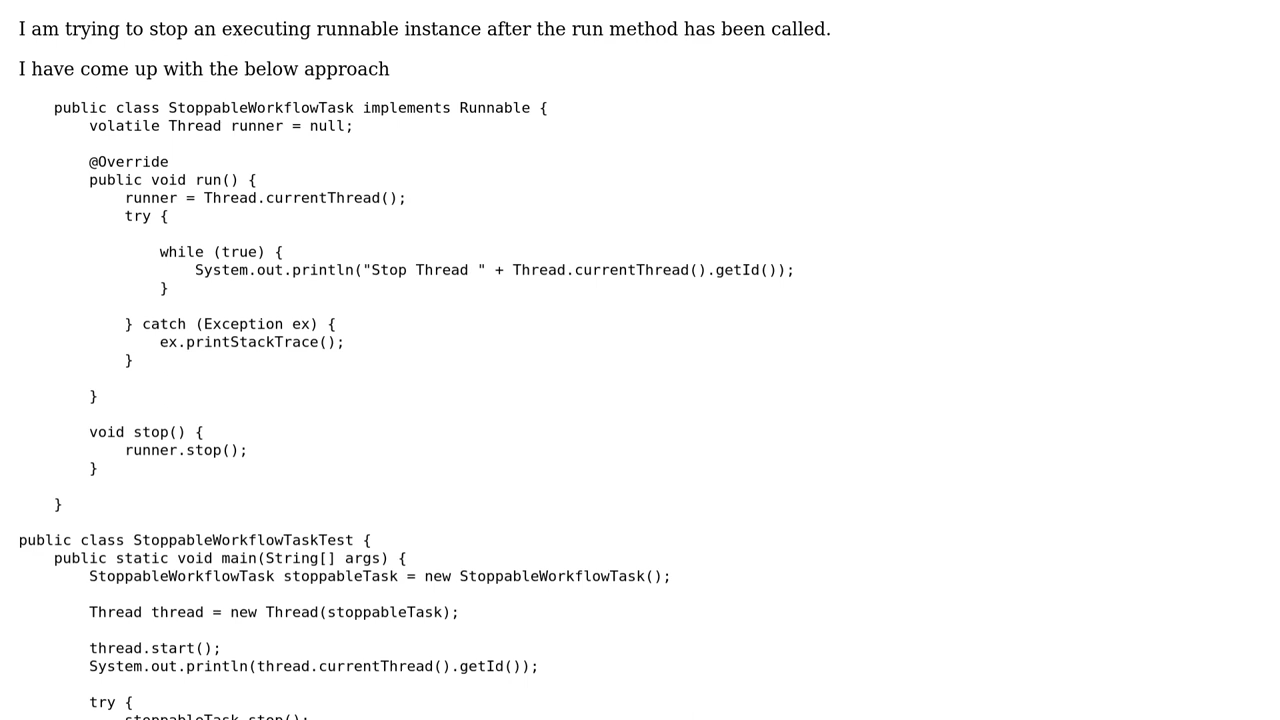 I am trying to stop an executing runnable instance after the run method has been called.
I have come up with the below approach
public class StoppableWorkflowTask implements Runnable {
volatile Thread runner = null;
@Override
public void run() {
runner = Thread.currentThread();
try {
while (true) {
System.out.println("Stop Thread " + Thread.currentThread().getId());
}
} catch (Exception ex) {
ex.printStackTrace();
}
}
void stop() {
runner.stop();
}
}
public class StoppableWorkflowTaskTest {
public static void main(String[] args) {
StoppableWorkflowTask stoppableTask = new StoppableWorkflowTask();
Thread thread = new Thread(stoppableTask);
thread.start();
System.out.println(thread.currentThread().getId());
try {
stoppableTask.stop();